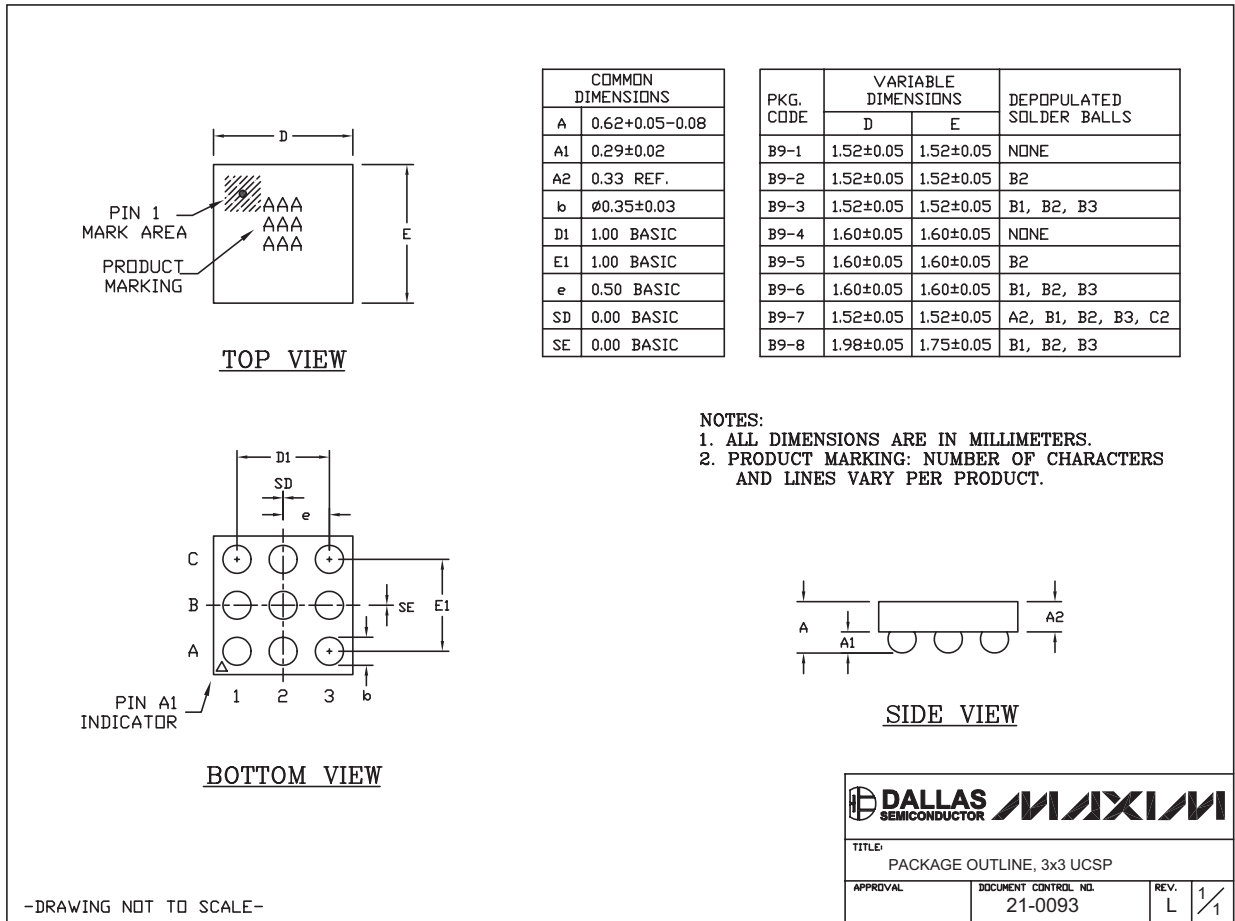 COMMON
DIMENSIONS
A 0.62+0.05-0.08
A1 0.29±0.02
A2 0.33 REF.
b ø0.35±0.03
D1 1.00 BASIC
E1 1.00 BASIC
e 0.50 BASIC
SD 0.00 BASIC
SE 0.00 BASIC
PKG. CODE
VARIABLE DIMENSIONS
D E
DEPOPULATED
SOLDER BALLS
B9-1 1.52±0.05 1.52±0.05 NONE
B9-2 1.52±0.05 1.52±0.05 B2
B9-3 1.52±0.05 1.52±0.05 B1, B2, B3
B9-4 1.60±0.05 1.60±0.05 NONE
B9-5 1.60±0.05 1.60±0.05 B2
B9-6 1.60±0.05 1.60±0.05 B1, B2, B3
B9-7 1.52±0.05 1.52±0.05 A2, B1, B2, B3, C2
B9-8 1.98±0.05 1.75±0.05 B1, B2, B3
D
E
PIN 1
MARK AREA
AAA
AAA
AAA
PRODUCT
MARKING
TOP VIEW
NOTES:
1. ALL DIMENSIONS ARE IN MILLIMETERS.
2. PRODUCT MARKING: NUMBER OF CHARACTERS
AND LINES VARY PER PRODUCT.
D1
SD
e
C
B
A
SE
E1
1 2 3 b
PIN A1
INDICATOR
BOTTOM VIEW
A
A1
A2
SIDE VIEW
DALLAS
SEMICONDUCTOR
MAXIM
TITLE:
PACKAGE OUTLINE, 3x3 UCSP
APPROVAL
DOCUMENT CONTROL NO.
21-0093
REV.
L
1/1
-DRAWING NOT TO SCALE-